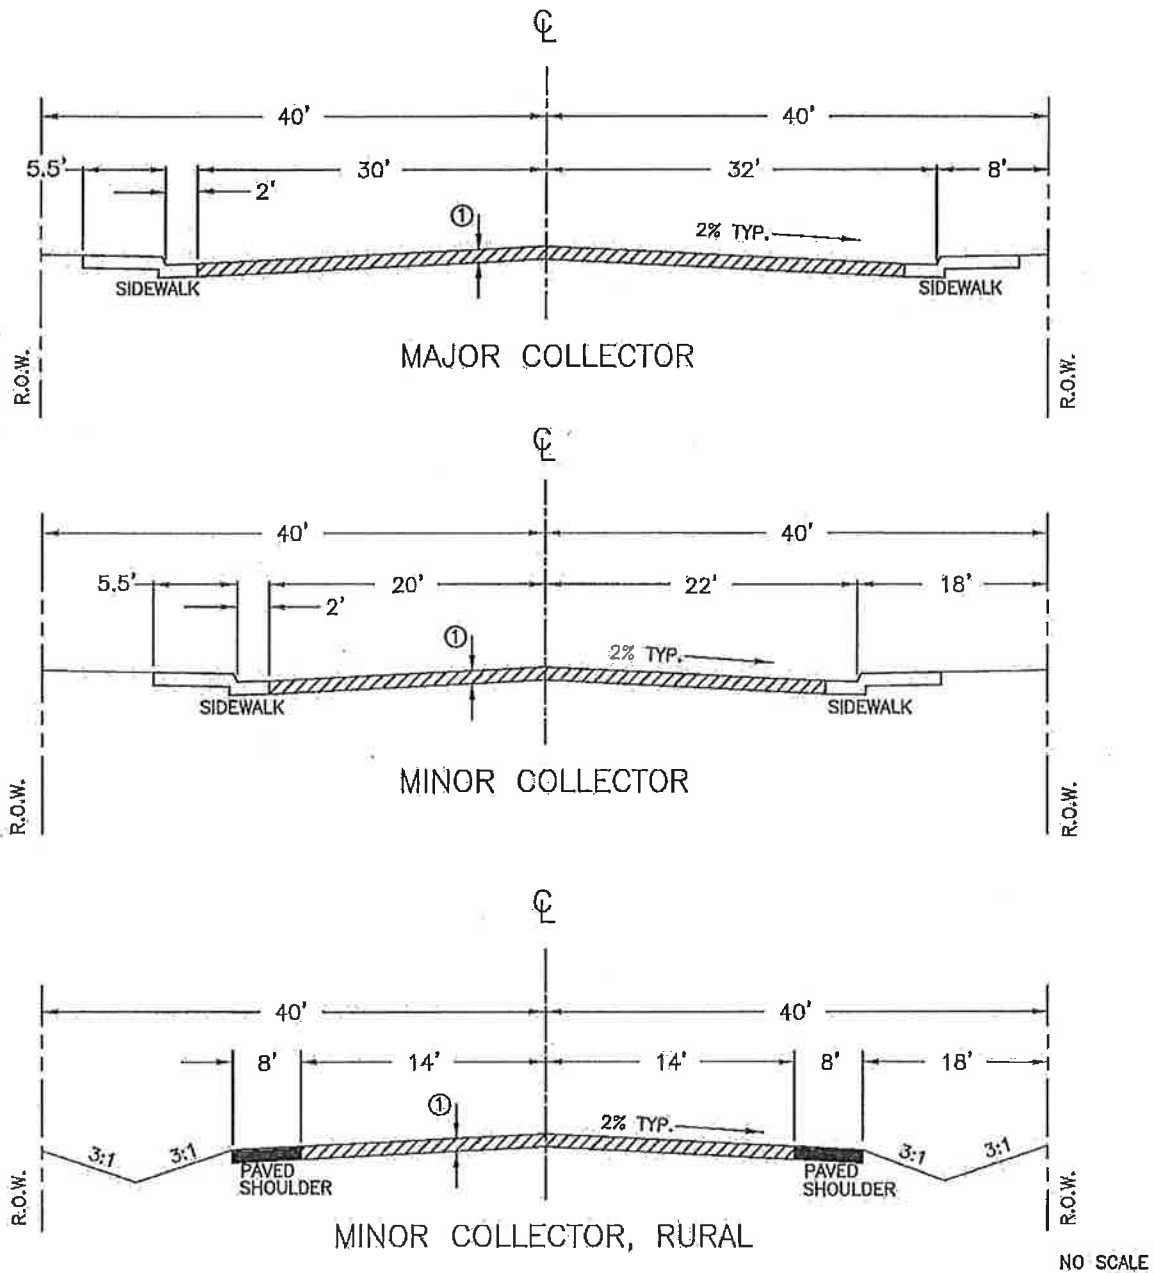 ℄
40' 40'
5.5' 30' 32' 8'
2'
① 2% TYP.
SIDEWALK SIDEWALK
MAJOR COLLECTOR
R.O.W. R.O.W.
℄
40' 40'
5.5' 20' 22' 18'
2'
① 2% TYP.
SIDEWALK SIDEWALK
MINOR COLLECTOR
R.O.W. R.O.W.
℄
40' 40'
8' 14' 14' 8' 18'
① 2% TYP.
3:1 3:1 3:1 3:1
PAVED PAVED
SHOULDER SHOULDER
R.O.W. R.O.W.
MINOR COLLECTOR, RURAL
NO SCALE